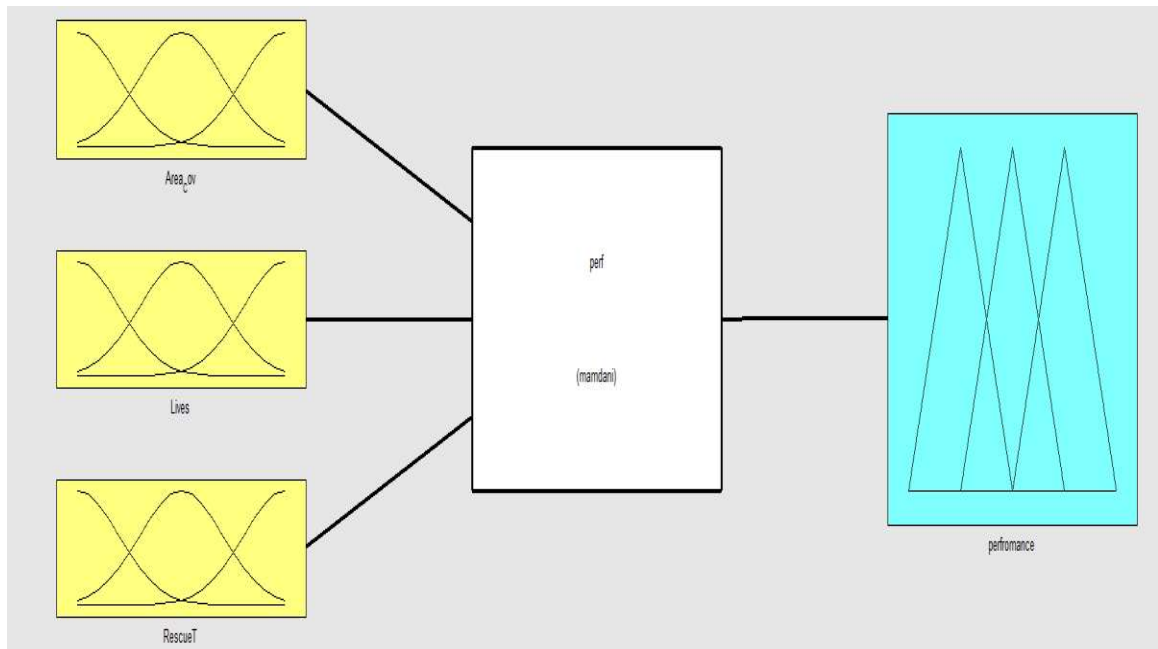 Area_cov
Lives
RescueT
perf
(mamdani)
perfromance